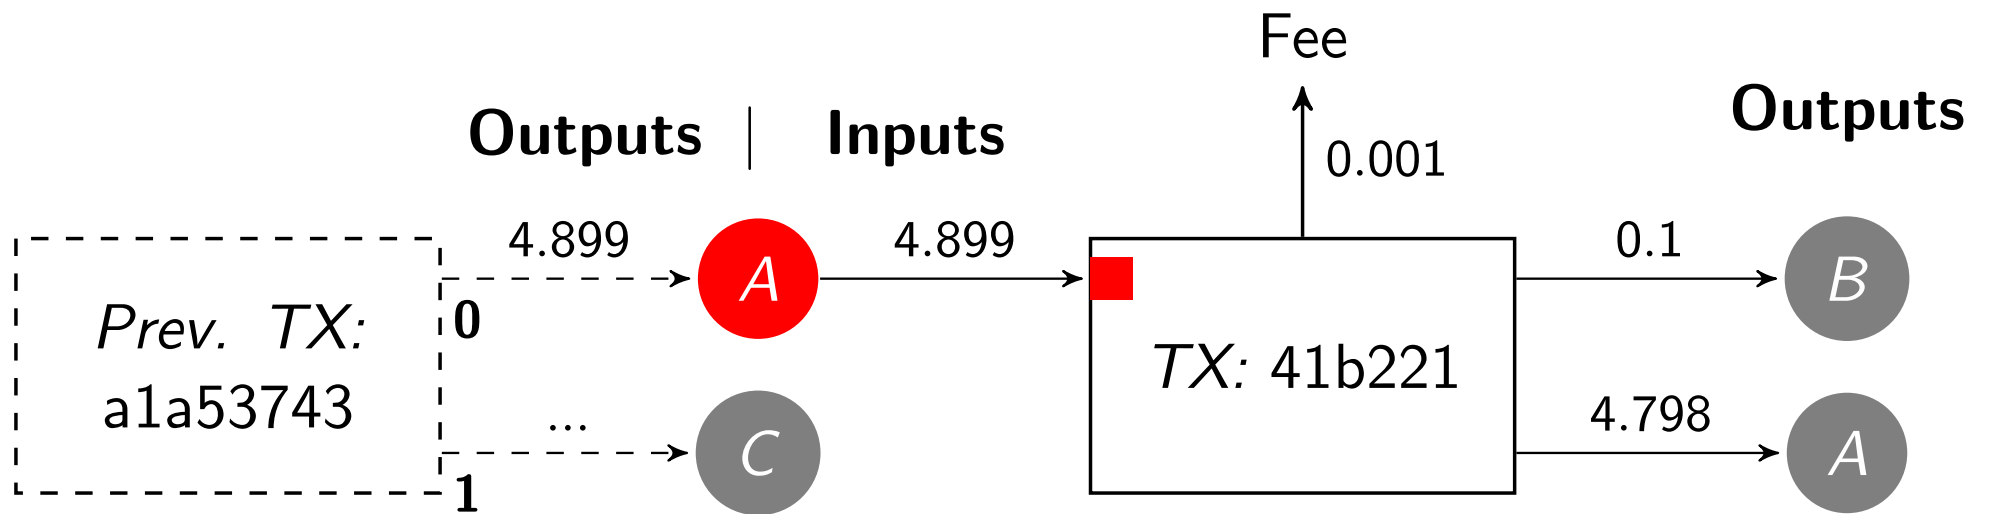 Fee
Outputs | Inputs
Outputs
0.001
4.899
4.899
0.1
A
B
0
Prev. TX:
a1a53743
TX: 41b221
...
4.798
C
A
1